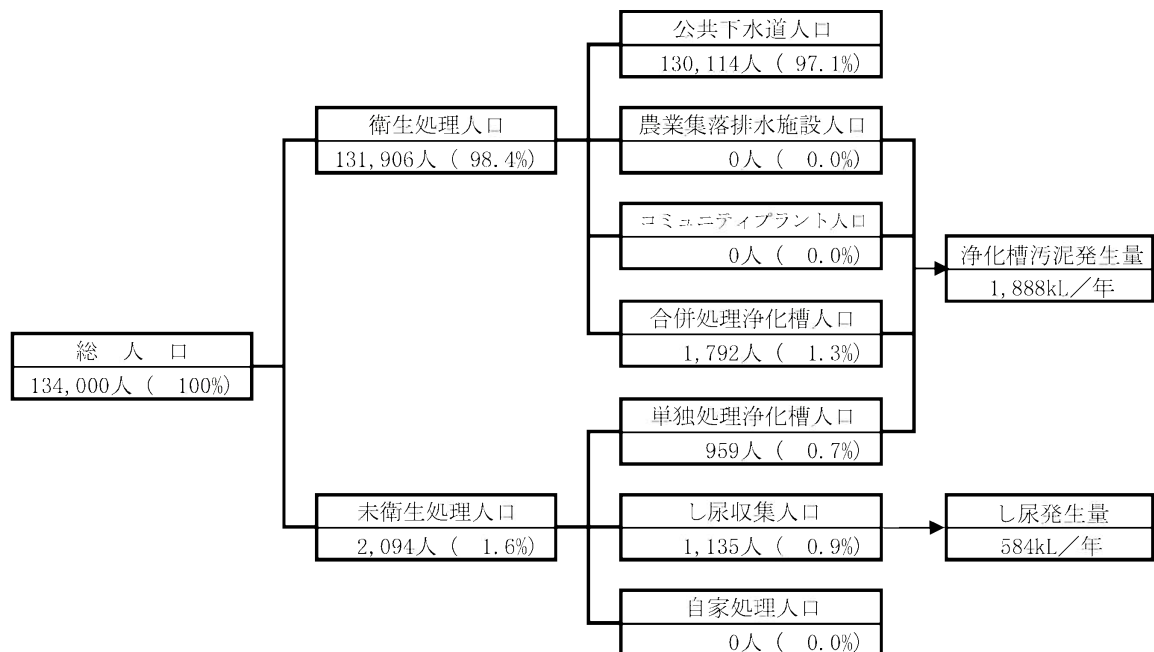 公共下水道人口
130,114人 ( 97.1%)
衛生処理人口
131,906人 ( 98.4%)
農業集落排水施設人口
0人 ( 0.0%)
コミュニティプラント人口
0人 ( 0.0%)
浄化槽汚泥発生量
1,888kL／年
合併処理浄化槽人口
1,792人 ( 1.3%)
総　人　口
134,000人 ( 100%)
単独処理浄化槽人口
959人 ( 0.7%)
未衛生処理人口
2,094人 ( 1.6%)
し尿収集人口
1,135人 ( 0.9%)
し尿発生量
584kL／年
自家処理人口
0人 ( 0.0%)